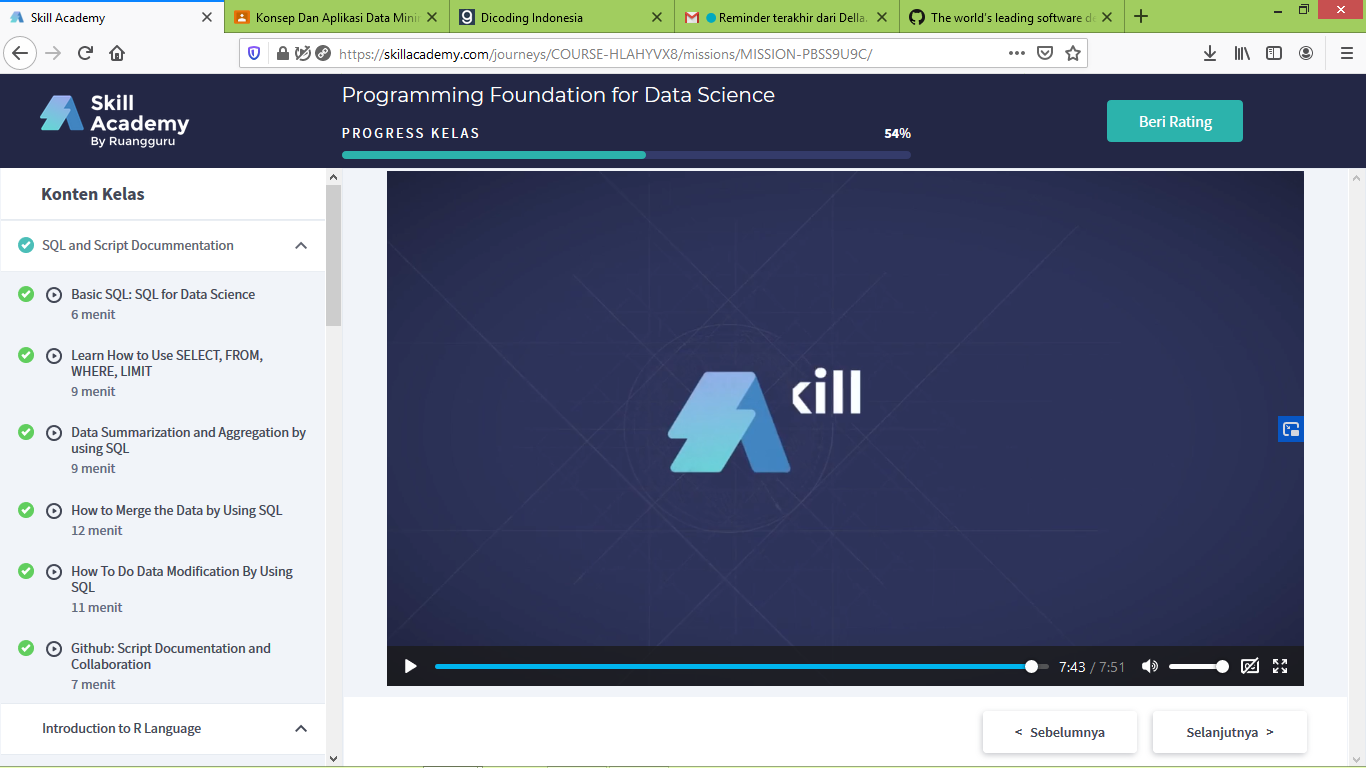 Skill Academy
Konsep Dan Aplikasi Data Minin
Dicoding Indonesia
Reminder terakhir dari Della.
The world's leading software de
https://skillacademy.com/journeys/COURSE-HLAHYVX8/missions/MISSION-PBSS9U9C/
Skill
Academy
By Ruangguru
Programming Foundation for Data Science
PROGRESS KELAS
54%
Beri Rating
Konten Kelas
SQL and Script Docummentation
Basic SQL: SQL for Data Science
6 menit
Learn How to Use SELECT, FROM,
WHERE, LIMIT
9 menit
Data Summarization and Aggregation by
using SQL
9 menit
How to Merge the Data by Using SQL
12 menit
How To Do Data Modification By Using
SQL
11 menit
Github: Script Documentation and
Collaboration
7 menit
Introduction to R Language
kill
7:43 / 7:51
< Sebelumnya
Selanjutnya >